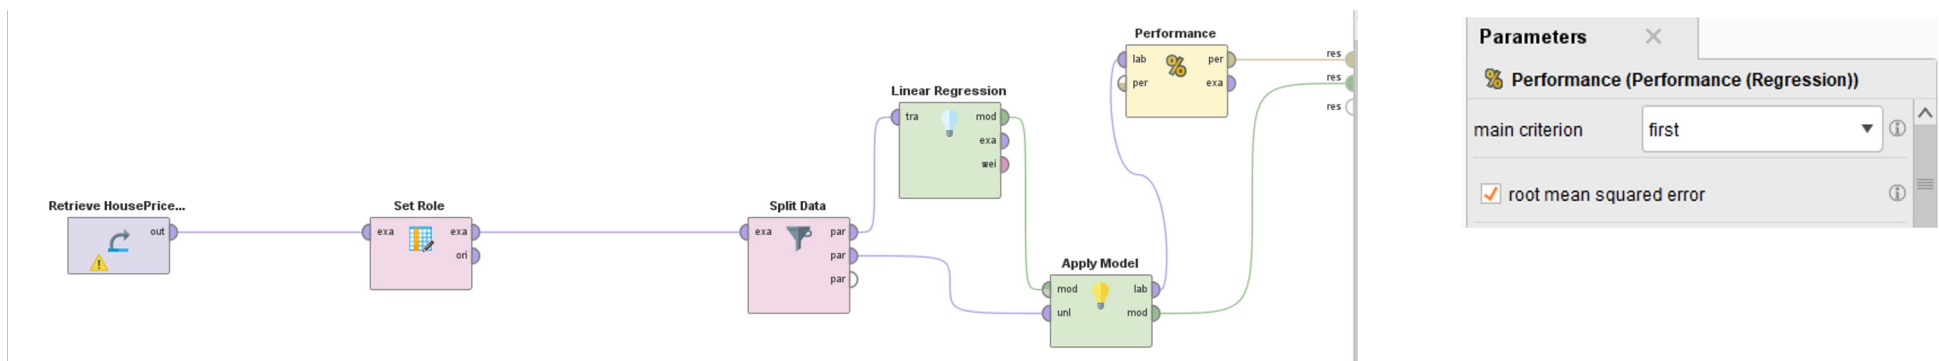 Retrieve HousePrice...
out
Set Role
exa
exa
ori
Split Data
exa
par
par
par
Linear Regression
tra
mod
exa
wei
Apply Model
mod
unl
lab
mod
Performance
%
lab
per
per
exa
res
res
res
Parameters
% Performance (Performance (Regression))
main criterion first
root mean squared error